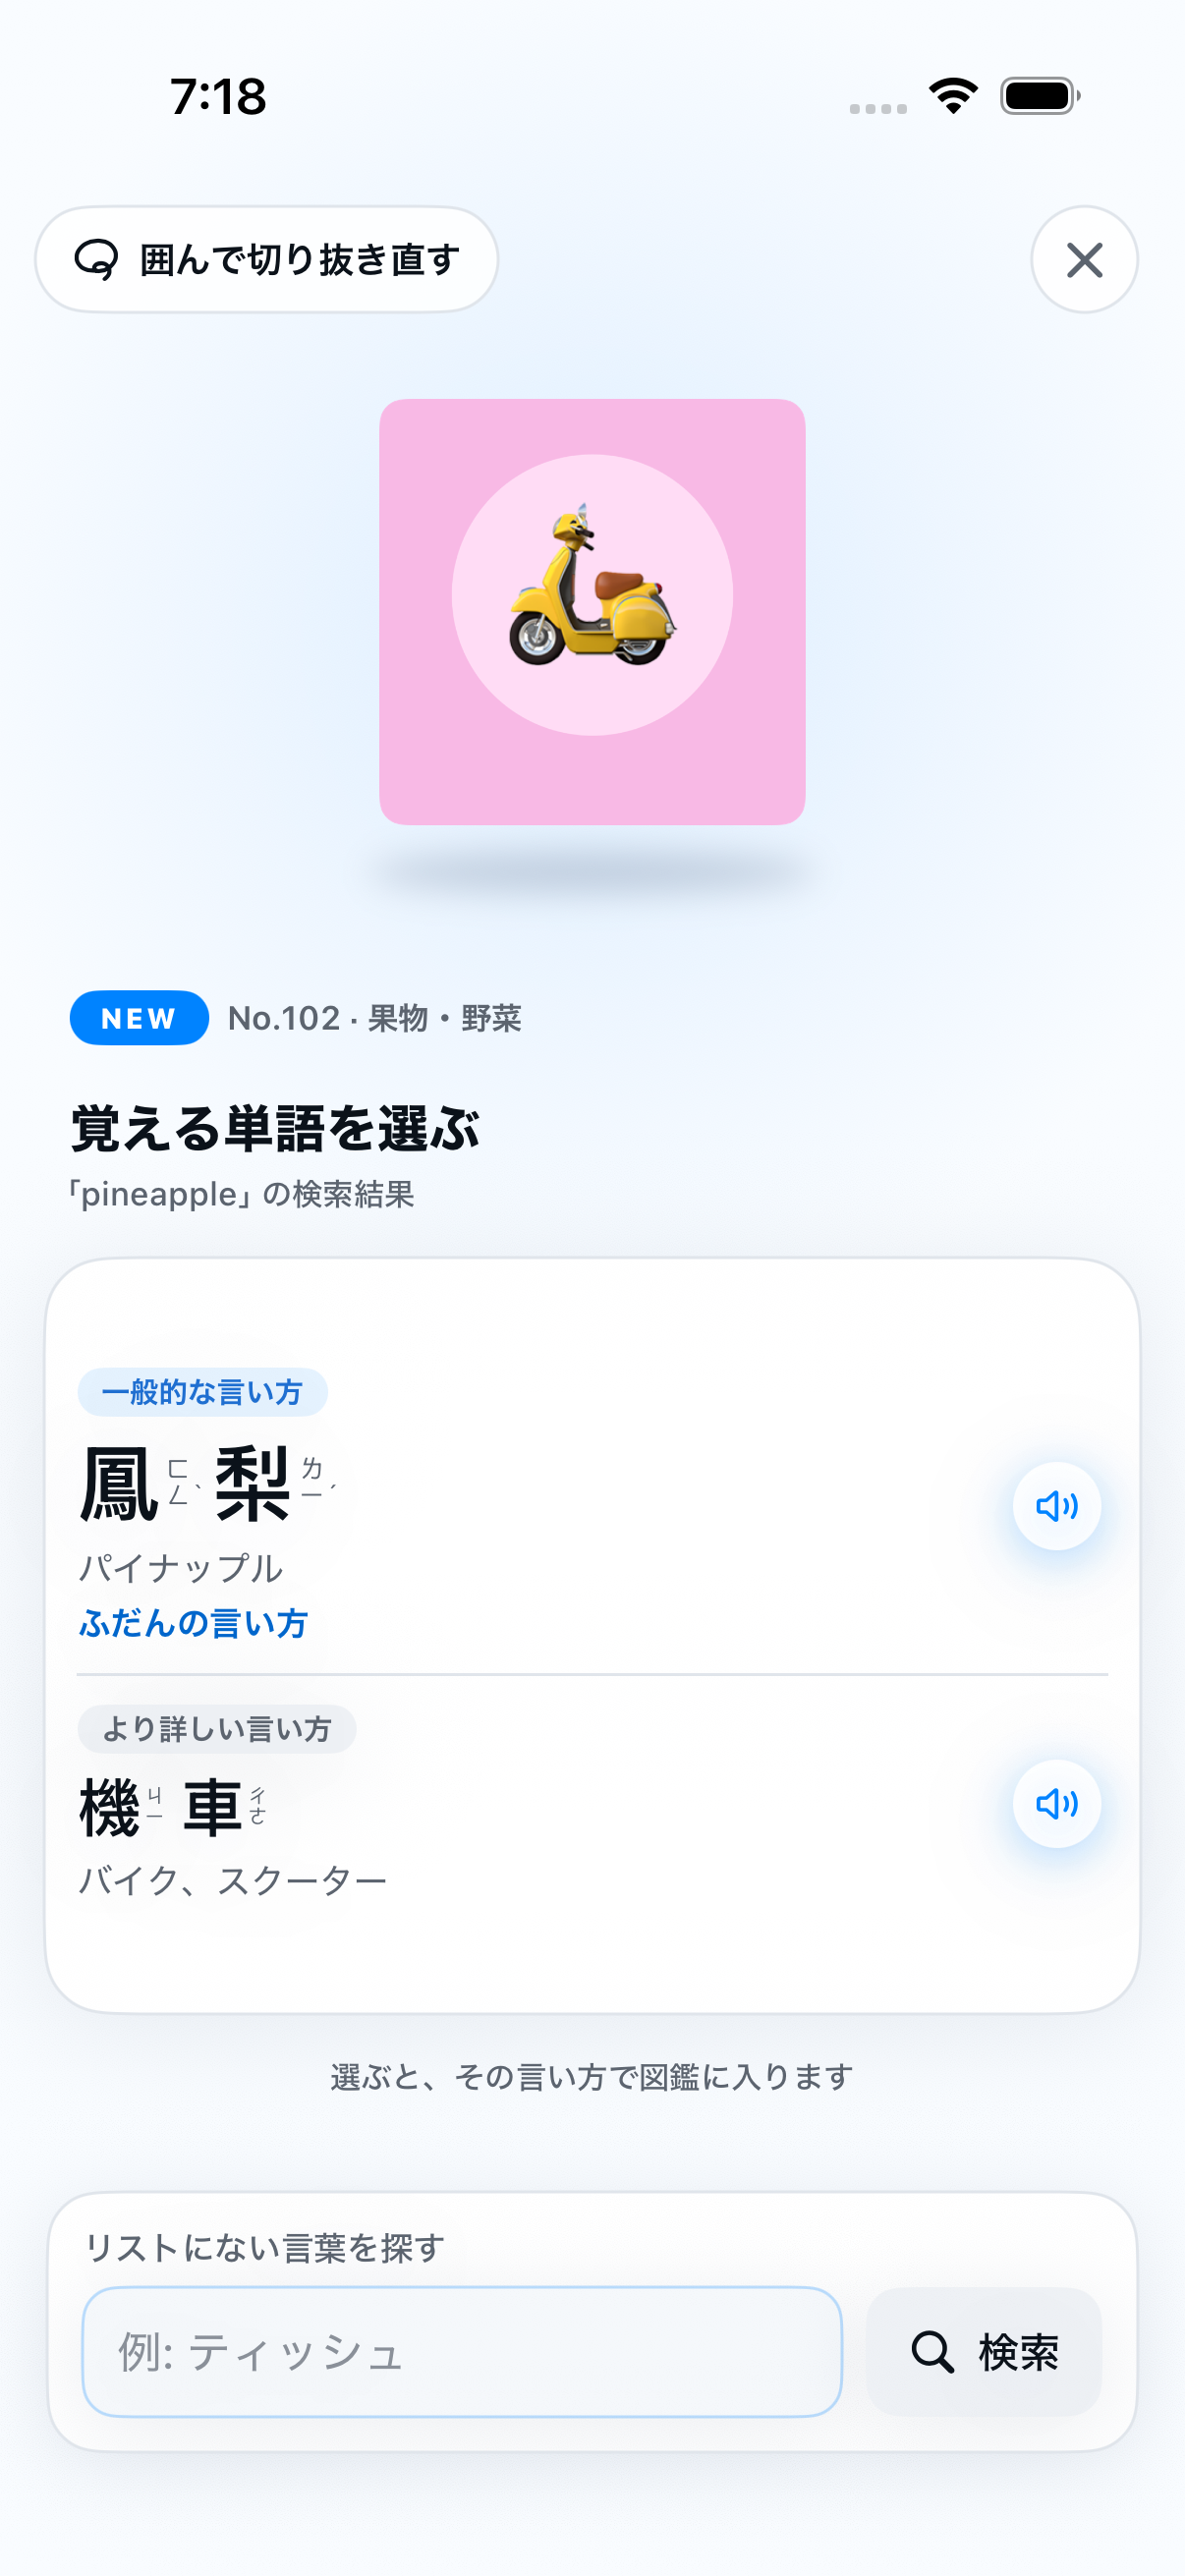 7:18
囲んで切り抜き直す
NEW No.102 · 果物・野菜
覚える単語を選ぶ
「pineapple」の検索結果
一般的な言い方
鳳ㄈㄥˋ梨ㄌㄧˊ
パイナップル
ふだんの言い方
より詳しい言い方
機ㄐㄧ車ㄔㄜ
バイク、スクーター
選ぶと、その言い方で図鑑に入ります
リストにない言葉を探す
例: ティッシュ
検索